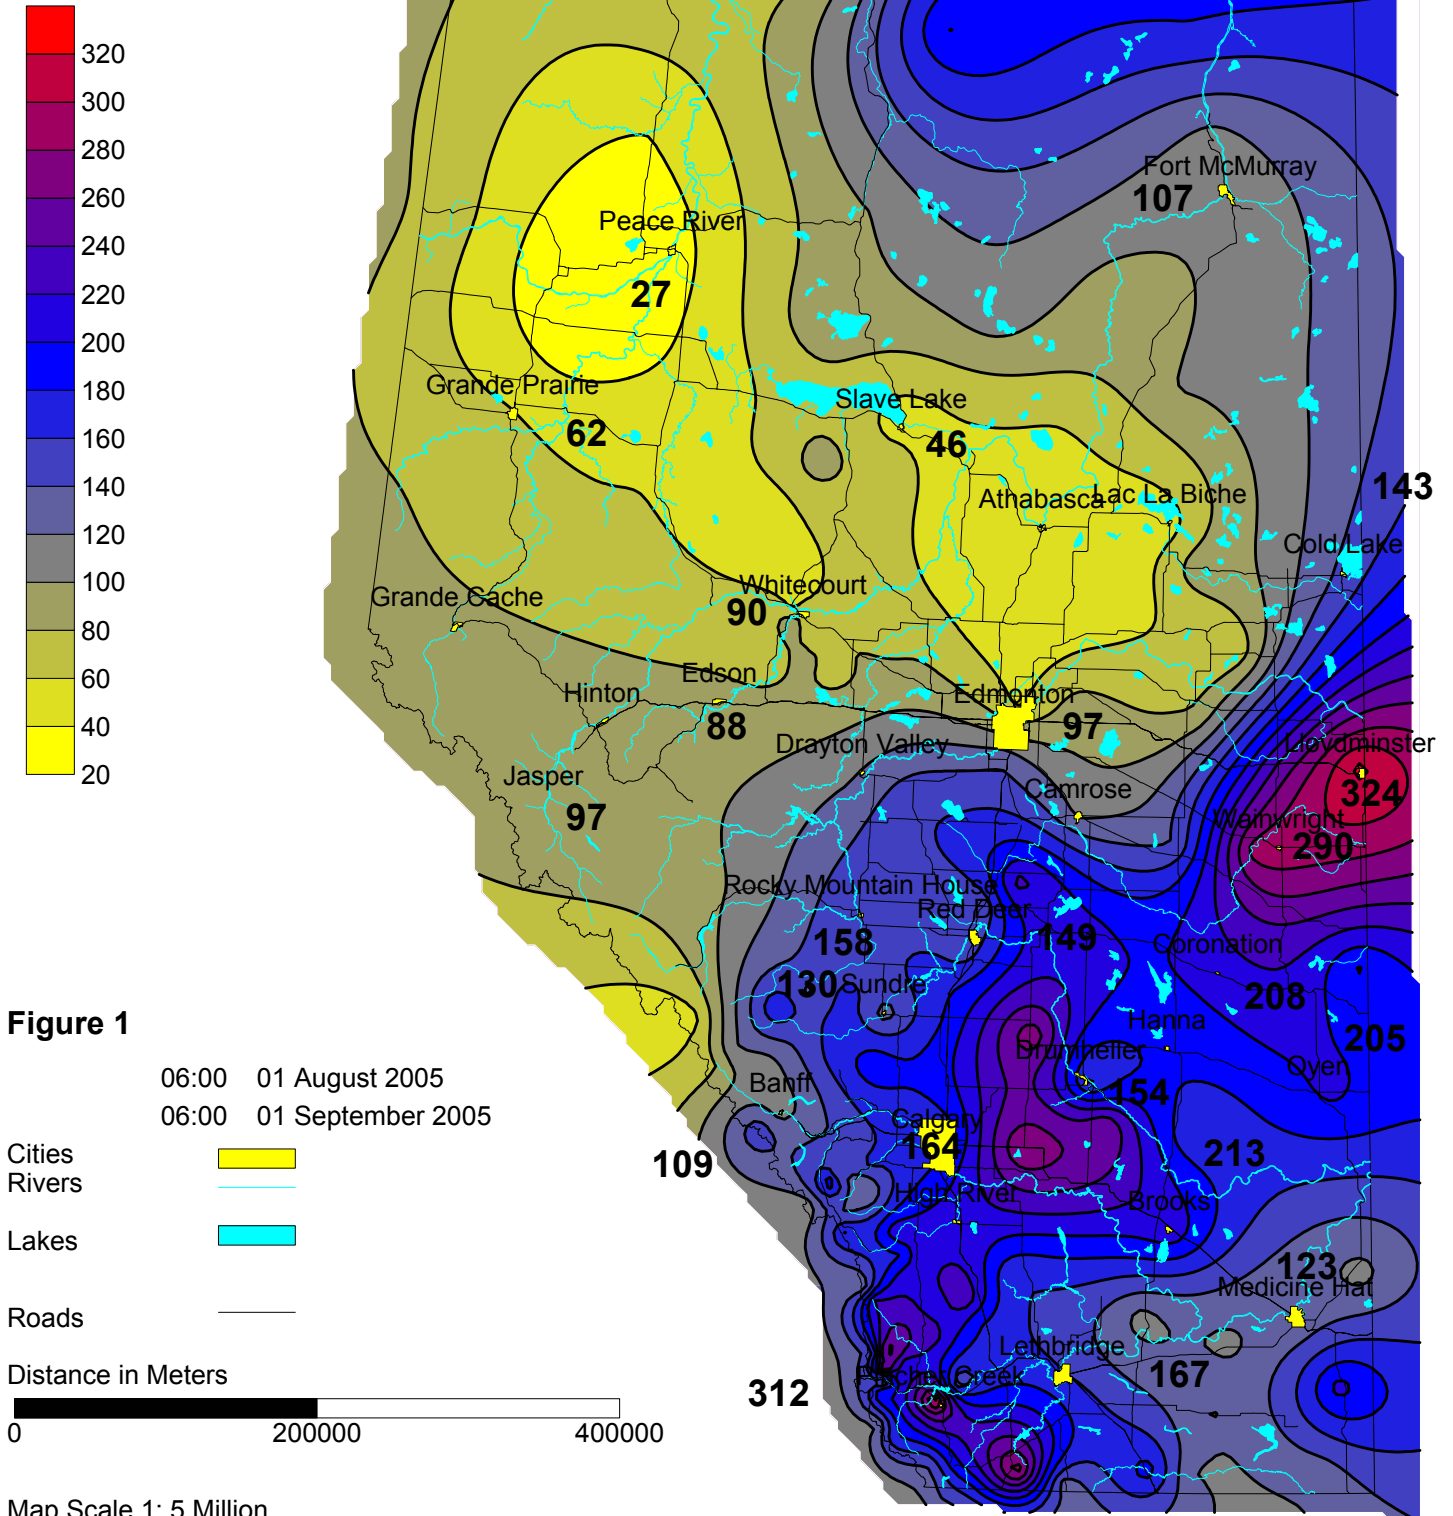 320
300
280
260
240
220
200
180
160
140
120
100
80
60
40
20
Fort McMurray
107
Peace River
27
Grande Prairie
62
Slave Lake
46
143
Athabasca
Lac La Biche
Cold Lake
Whitecourt
90
Grande Cache
Edson
88
Hinton
Edmonton
97
Drayton Valley
Lloydminster
324
Jasper
97
Camrose
Wainwright
290
Rocky Mountain House
Red Deer
158
149
Coronation
130
Sundre
208
Hanna
205
Drumheller
Oyen
154
Banff
Calgary
164
109
213
High River
Brooks
123
Medicine Hat
Lethbridge
167
Pincher Creek
312
Figure 1
06:00 01 August 2005
06:00 01 September 2005
Cities
Rivers
Lakes
Roads
Distance in Meters
0 200000 400000
Map Scale 1: 5 Million